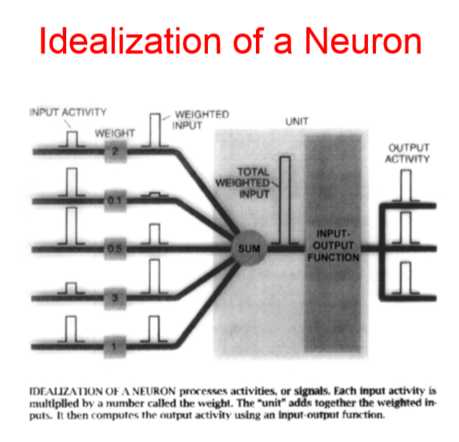 Idealization of a Neuron
INPUT ACTIVITY
WEIGHTED
INPUT
WEIGHT
UNIT
2
OUTPUT
ACTIVITY
TOTAL
WEIGHTED
INPUT
0.1
INPUT-
OUTPUT
FUNCTION
0.5
SUM
3
1
IDEALIZATION OF A NEURON processes activities, or signals. Each input activity is
multiplied by a number called the weight. The "unit" adds together the weighted in-
puts. It then computes the output activity using an input-output function.